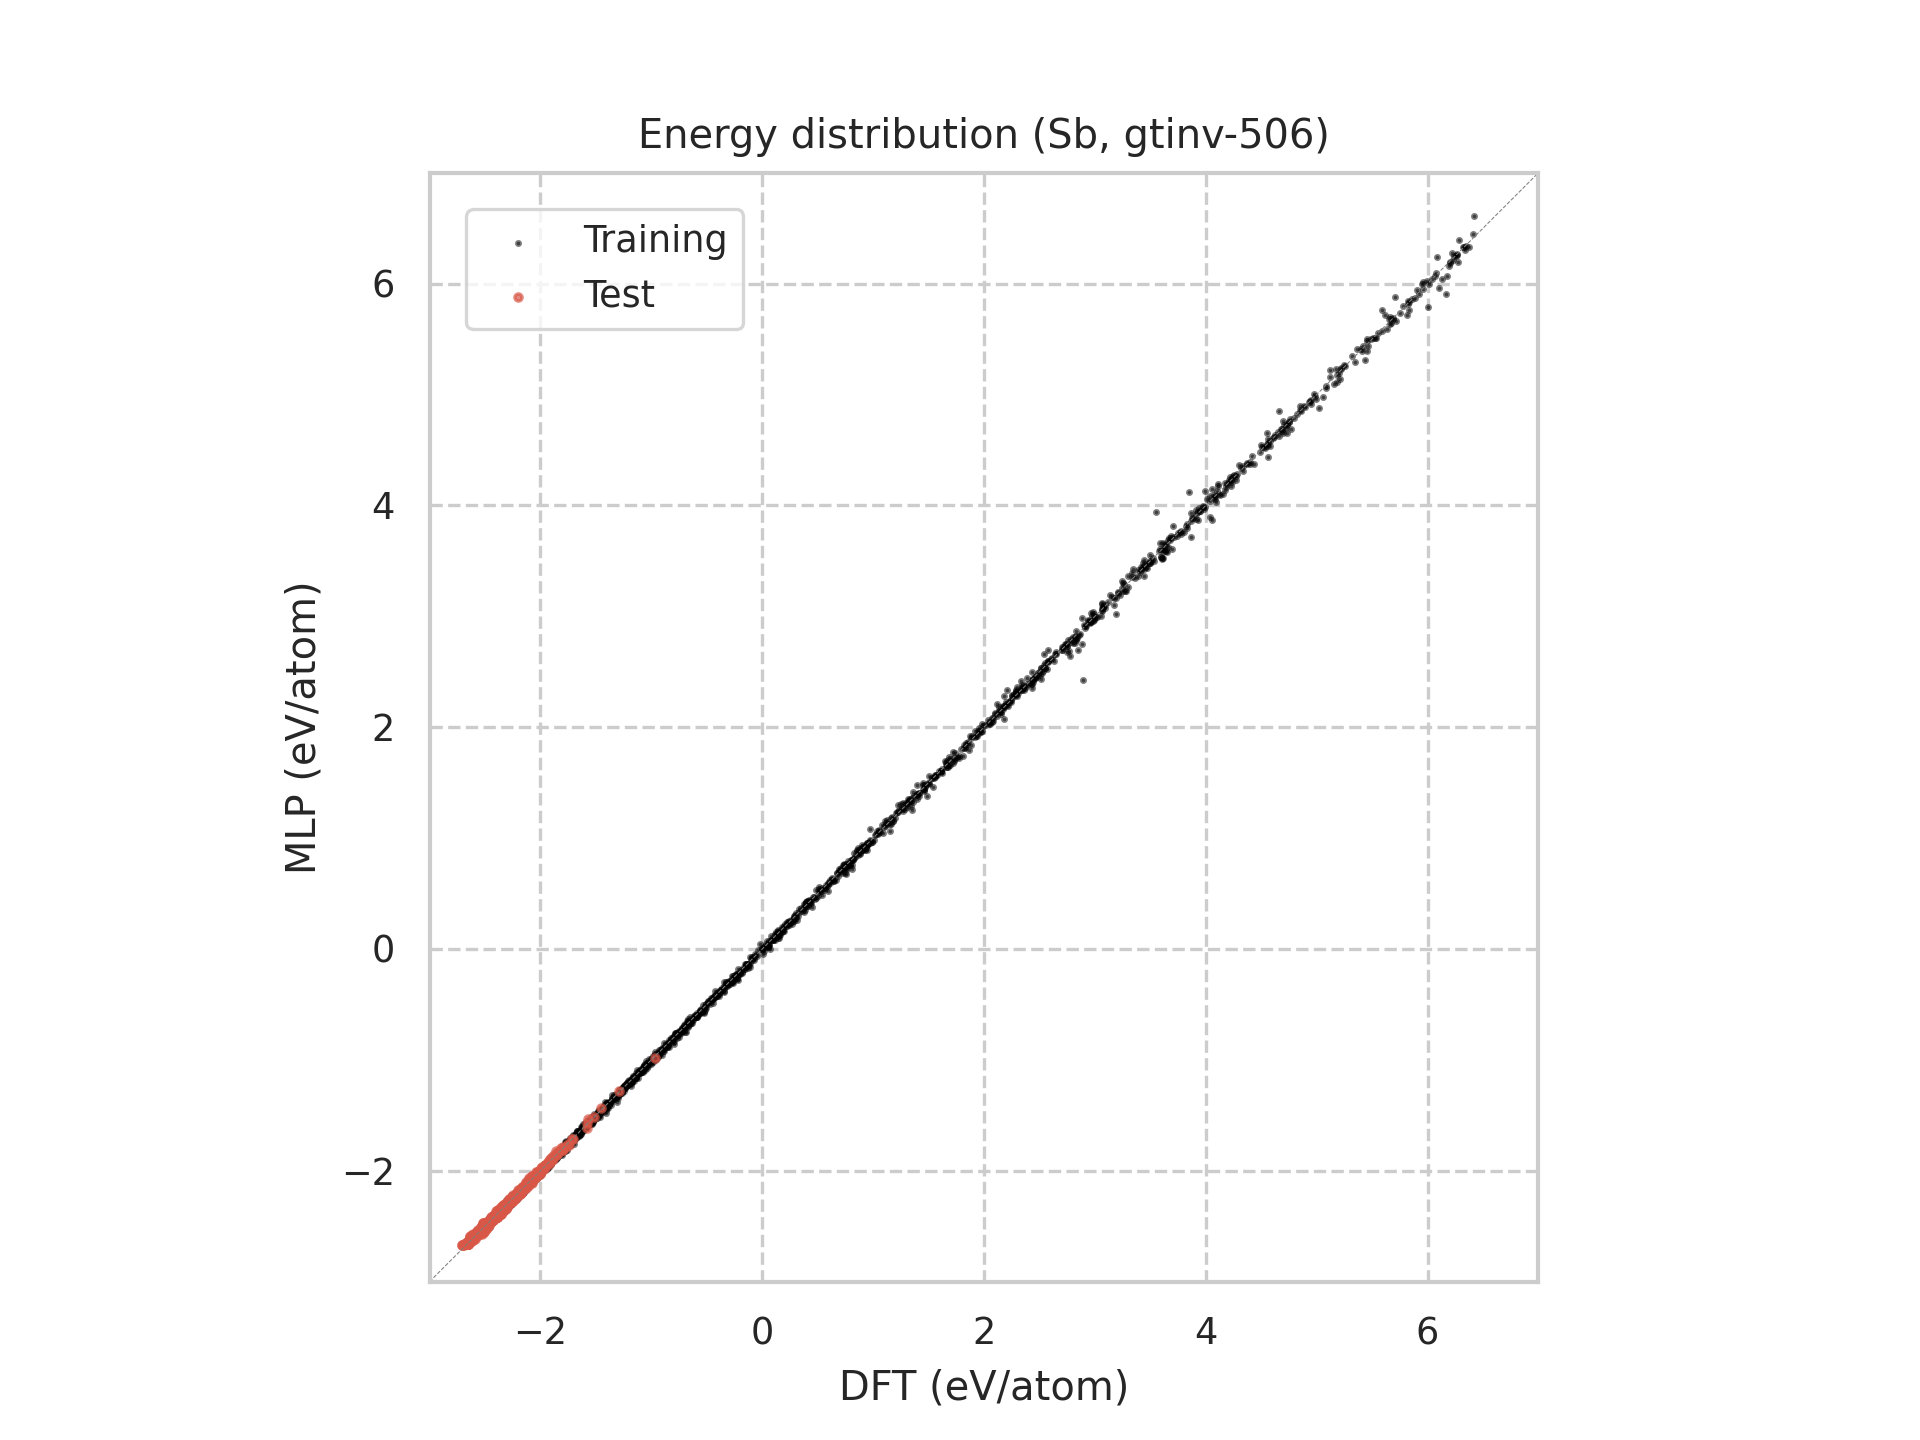 Energy distribution (Sb, gtinv-506)
Training
Test
6
4
2
0
−2
MLP (eV/atom)
−2 0 2 4 6
DFT (eV/atom)